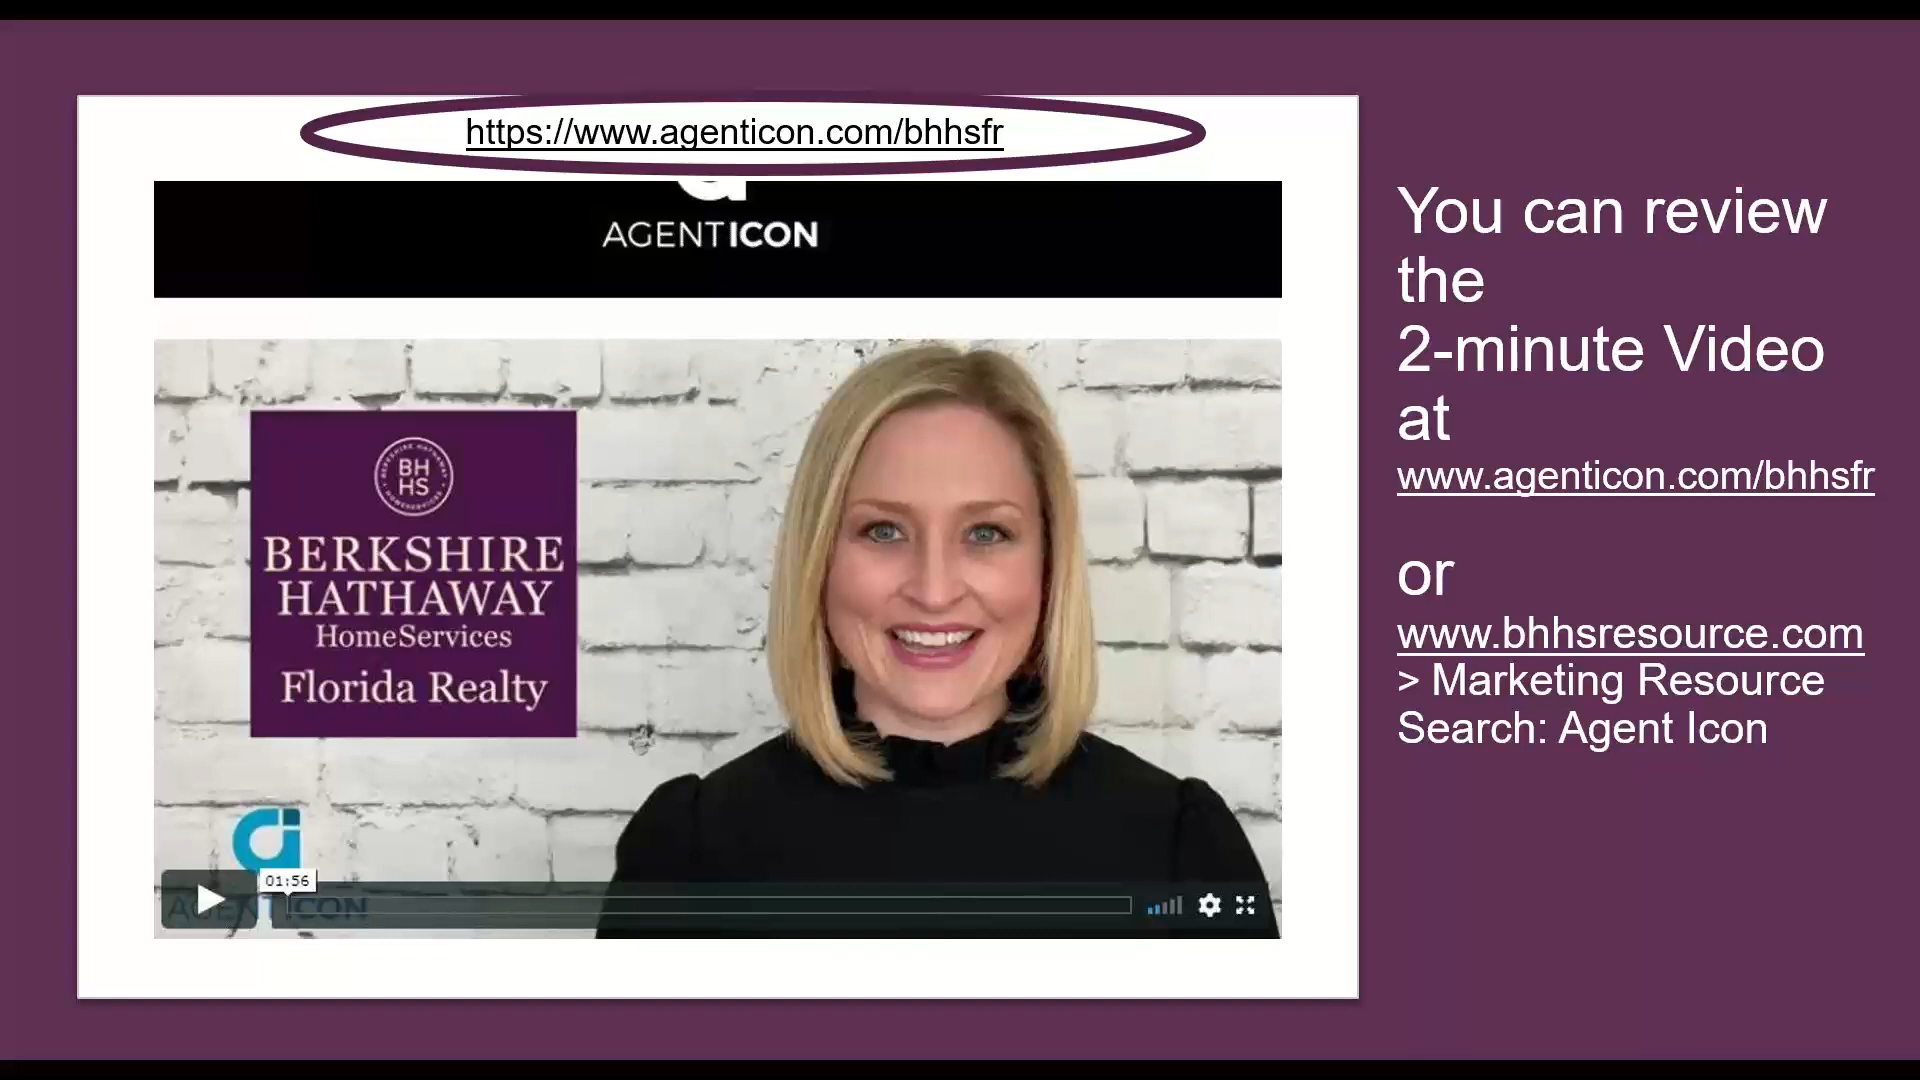 https://www.agenticon.com/bhhsfr
AGENTICON
BH
HS
BERKSHIRE
HATHAWAY
HomeServices
Florida Realty
01:56
AGENTICON
You can review
the
2-minute Video
at
www.agenticon.com/bhhsfr
or
www.bhhsresource.com
> Marketing Resource
Search: Agent Icon